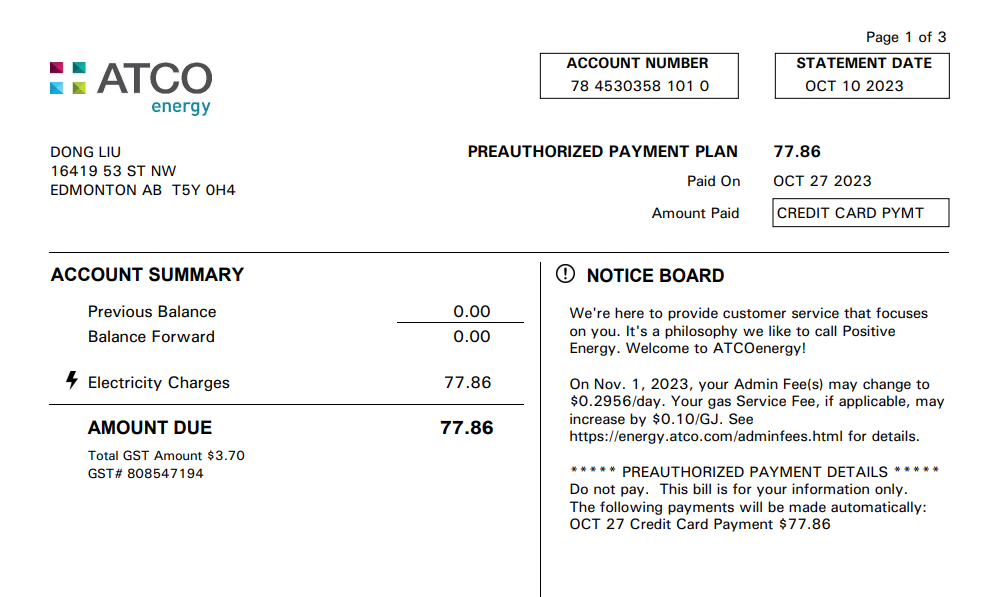 Page 1 of 3
ATCO
energy
ACCOUNT NUMBER
78 4530358 101 0
STATEMENT DATE
OCT 10 2023
DONG LIU
16419 53 ST NW
EDMONTON AB  T5Y 0H4
PREAUTHORIZED PAYMENT PLAN 77.86
Paid On OCT 27 2023
Amount Paid CREDIT CARD PYMT
ACCOUNT SUMMARY
Previous Balance 0.00
Balance Forward 0.00
Electricity Charges 77.86
AMOUNT DUE 77.86
Total GST Amount $3.70
GST# 808547194
NOTICE BOARD
We're here to provide customer service that focuses
on you. It's a philosophy we like to call Positive
Energy. Welcome to ATCOenergy!
On Nov. 1, 2023, your Admin Fee(s) may change to
$0.2956/day. Your gas Service Fee, if applicable, may
increase by $0.10/GJ. See
https://energy.atco.com/adminfees.html for details.
***** PREAUTHORIZED PAYMENT DETAILS *****
Do not pay.  This bill is for your information only.
The following payments will be made automatically:
OCT 27 Credit Card Payment $77.86